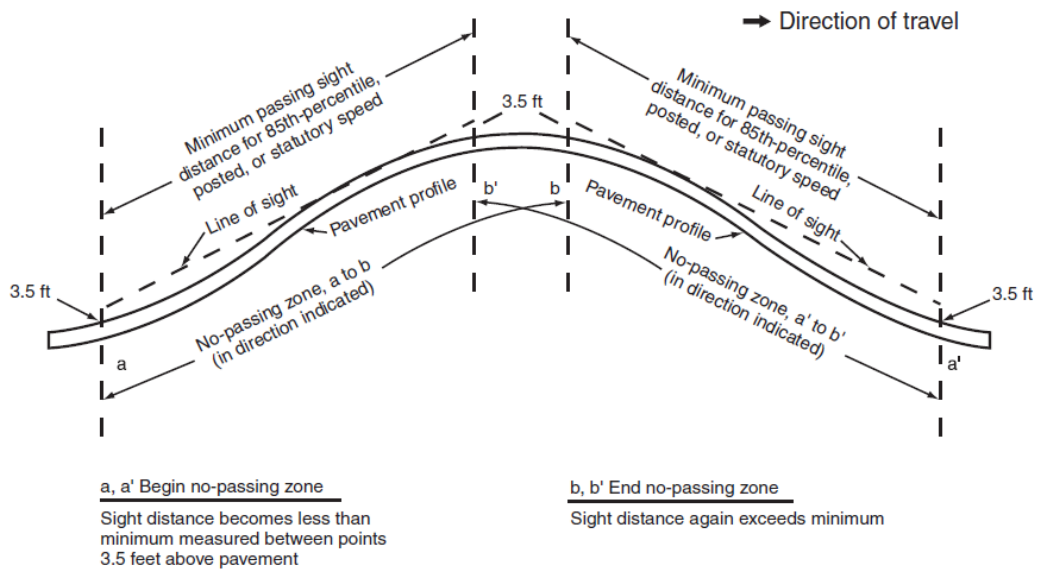 Direction of travel
Minimum passing sight
distance for 85th-percentile,
posted, or statutory speed
3.5 ft
Minimum passing sight
distance for 85th-percentile,
posted, or statutory speed
Line of sight
Pavement profile
b'
b
Pavement profile
Line of sight
3.5 ft
No-passing zone, a to b
(in direction indicated)
No-passing zone, a' to b'
(in direction indicated)
3.5 ft
a
a'
a, a' Begin no-passing zone
Sight distance becomes less than
minimum measured between points
3.5 feet above pavement
b, b' End no-passing zone
Sight distance again exceeds minimum